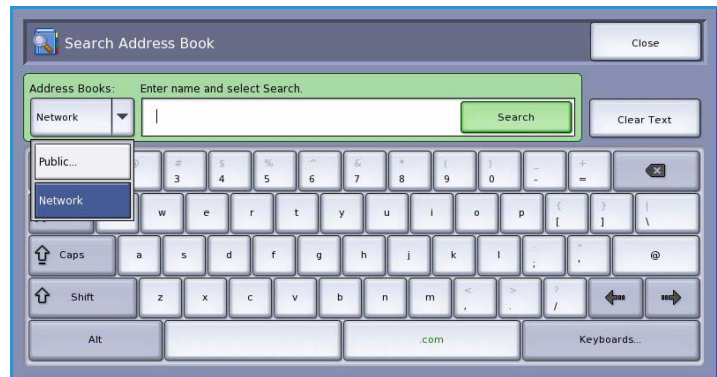 Search Address Book
Close
Address Books:
Enter name and select Search.
Network
Search
Clear Text
Public...
Network
# 3 $ 4 % 5 ^ 6 & 7 * 8 ( 9 ) 0 _ - + =
w e r t y u i o p { [ } ] | \
Caps a s d f g h j k l : ; " ' @
Shift z x c v b n m < , > . ? /
Alt .com Keyboards...